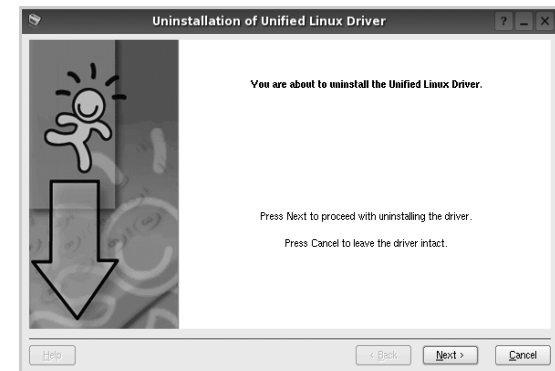 Uninstallation of Unified Linux Driver
You are about to uninstall the Unified Linux Driver.
Press Next to proceed with uninstalling the driver.
Press Cancel to leave the driver intact.
Help
< Back
Next >
Cancel